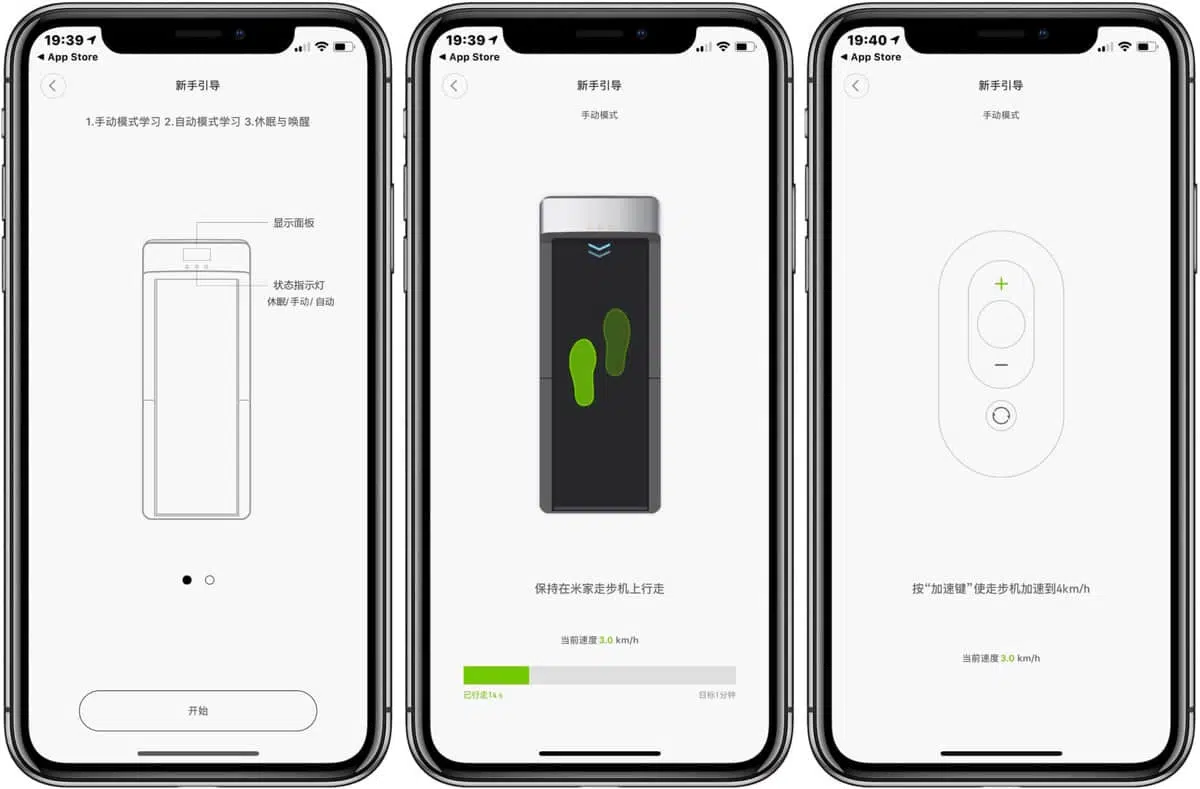 19:39
App Store
新手引导
1.手动模式学习 2.自动模式学习 3.休眠与唤醒
显示面板
状态指示灯
休眠/ 手动/ 自动
开始
19:39
App Store
新手引导
手动模式
保持在米家走步机上行走
当前速度 3.0 km/h
已行走14 s
目标1分钟
19:40
App Store
新手引导
手动模式
+
−
按“加速键”使走步机加速到4km/h
当前速度 3.0 km/h